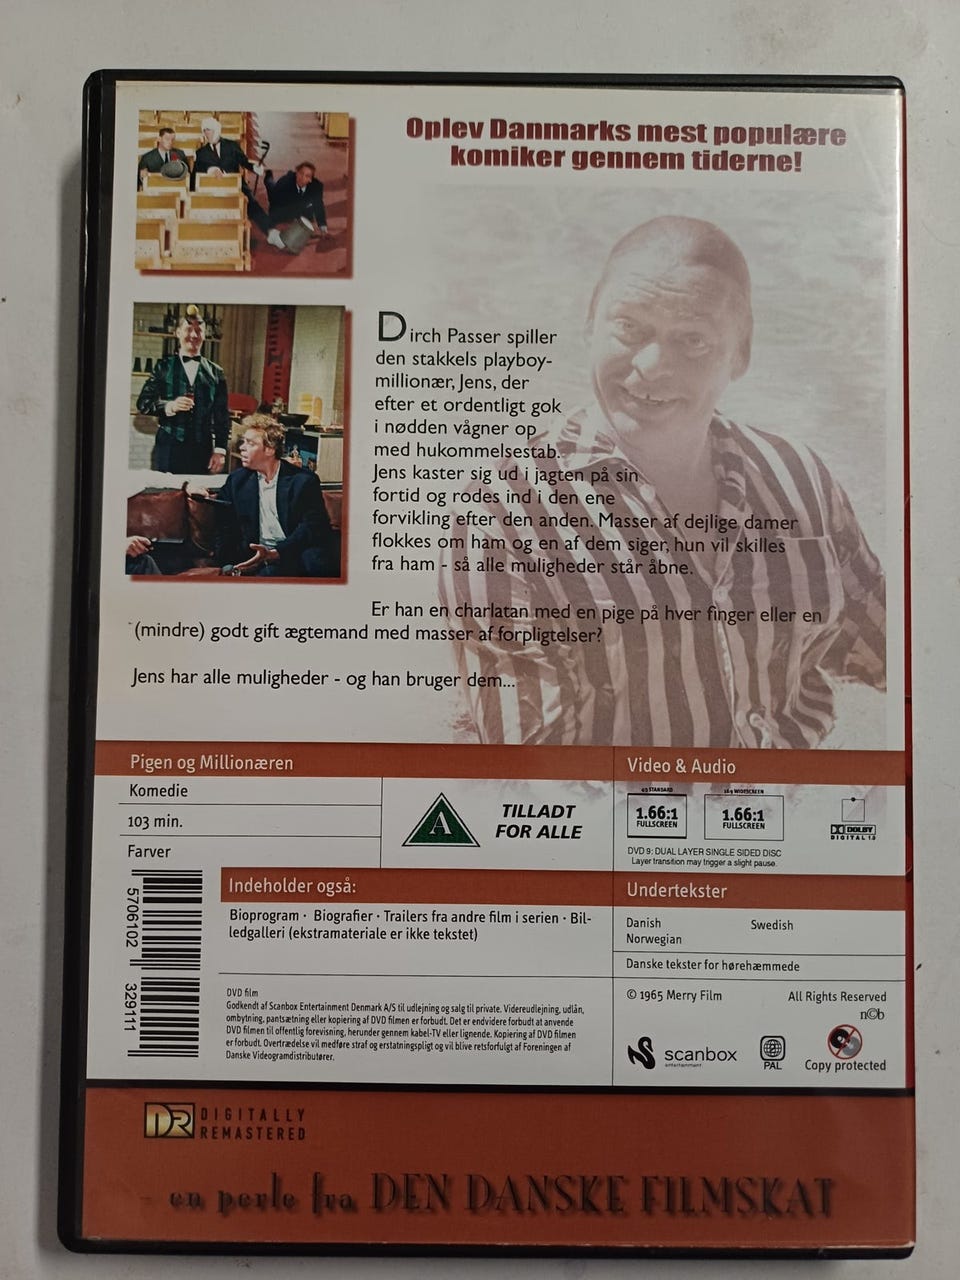 Oplev Danmarks mest populære
komiker gennem tiderne!
Dirch Passer spiller
den stakkels playboy-
millionær, Jens, der
efter et ordentligt gok
i nødden vågner op
med hukommelsestab.
Jens kaster sig ud i jagten på sin
fortid og rodes ind i den ene
forvikling efter den anden. Masser af dejlige damer
flokkes om ham og en af dem siger, hun vil skilles
fra ham - så alle muligheder står åbne.
Er han en charlatan med en pige på hver finger eller en
(mindre) godt gift ægtemand med masser af forpligtelser?
Jens har alle muligheder - og han bruger dem...
Pigen og Millionæren
Komedie
103 min.
Farver
A
TILLADT
FOR ALLE
Video & Audio
4:3 STANDARD
1.66:1
FULLSCREEN
16:9 WIDESCREEN
1.66:1
FULLSCREEN
DOLBY
DIGITAL 1.0
DVD 9: DUAL LAYER SINGLE SIDED DISC
Layer transition may trigger a slight pause.
5706102 329111
Indeholder også:
Bioprogram · Biografier · Trailers fra andre film i serien · Bil-
ledgalleri (ekstramateriale er ikke tekstet)
Undertekster
Danish
Swedish
Norwegian
Danske tekster for hørehæmmede
DVD film
Godkendt af Scanbox Entertainment Denmark A/S til udlejning og salg til private. Videreudlejning, udlån,
ombytning, pantsætning eller kopiering af DVD filmen er forbudt. Det er endvidere forbudt at anvende
DVD filmen til offentlig forevisning, herunder gennem kabel-TV eller lignende. Kopiering af DVD filmen
er forbudt. Overtrædelse vil medføre straf og erstatningspligt og vil blive retsforfulgt af Foreningen af
Danske Videogramdistributører.
© 1965 Merry Film
All Rights Reserved
n©b
scanbox
entertainment
PAL
Copy protected
DR DIGITALLY
REMASTERED
- en perle fra DEN DANSKE FILMSKAT